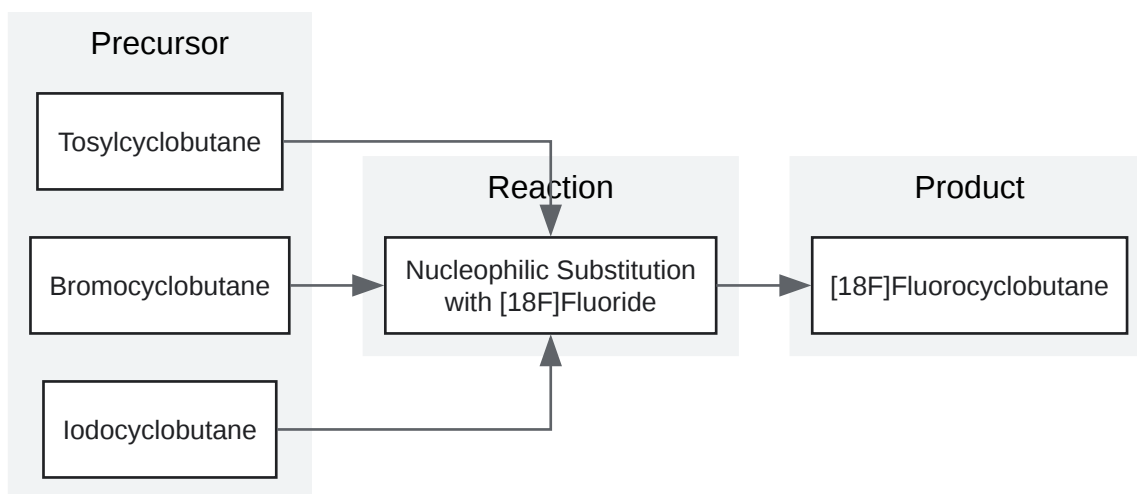 Precursor
Tosylcyclobutane
Bromocyclobutane
Iodocyclobutane
Reaction
Nucleophilic Substitution
with [18F]Fluoride
Product
[18F]Fluorocyclobutane